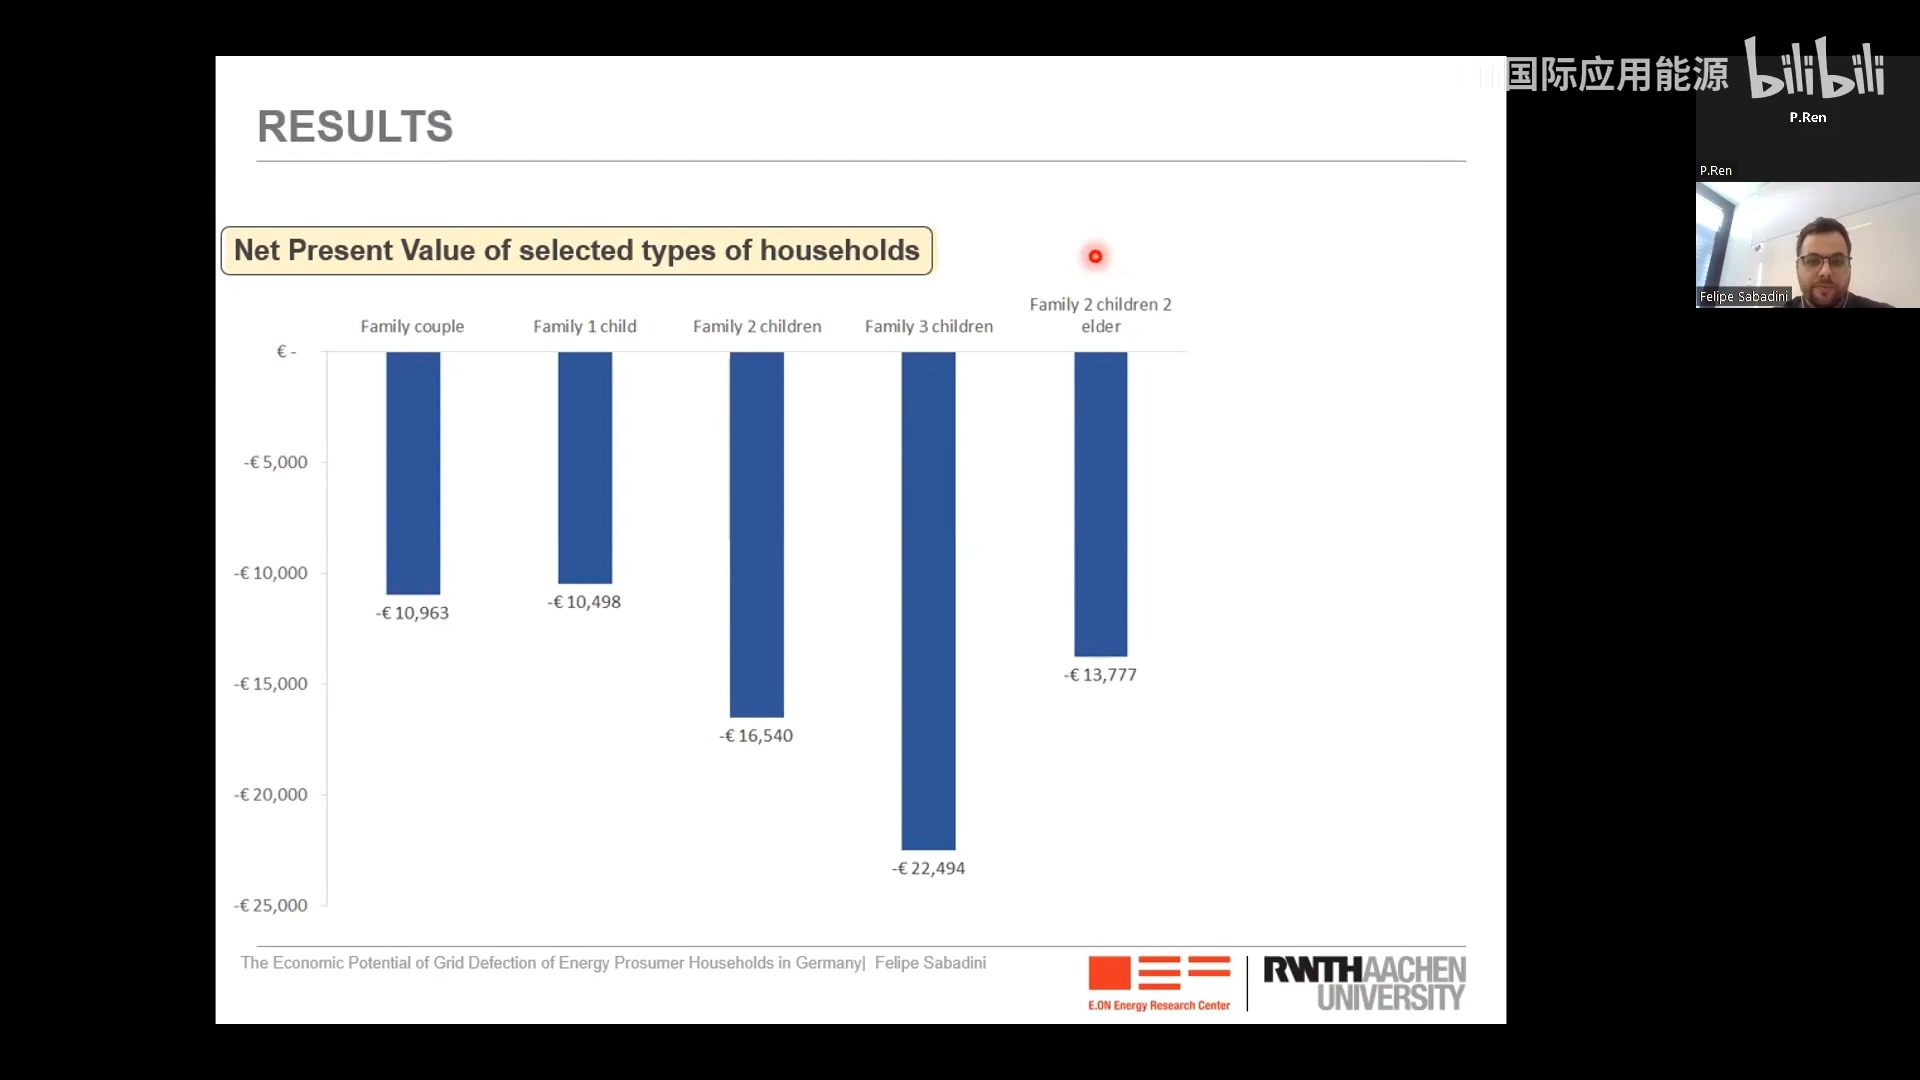 国际应用能源 bilibili
P.Ren
P.Ren
Felipe Sabadini
RESULTS
Net Present Value of selected types of households
Family couple
Family 1 child
Family 2 children
Family 3 children
Family 2 children 2
elder
€ -
-€ 5,000
-€ 10,000
-€ 15,000
-€ 20,000
-€ 25,000
-€ 10,963
-€ 10,498
-€ 16,540
-€ 22,494
-€ 13,777
The Economic Potential of Grid Defection of Energy Prosumer Households in Germany| Felipe Sabadini
E.ON Energy Research Center
RWTH AACHEN
UNIVERSITY